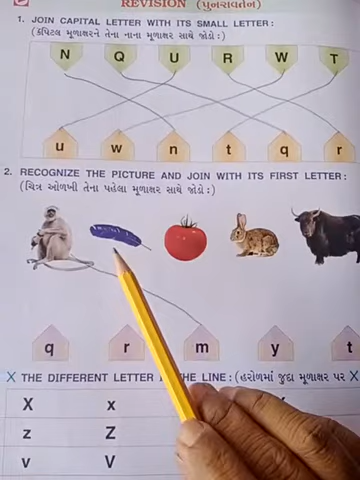 REVISION (પુનરાવર્તન)
1. JOIN CAPITAL LETTER WITH ITS SMALL LETTER :
(કૅપિટલ મૂળાક્ષરને તેના નાના મૂળાક્ષર સાથે જોડો :)
N Q U R W T
u w n t q r
2. RECOGNIZE THE PICTURE AND JOIN WITH ITS FIRST LETTER :
(ચિત્ર ઓળખી તેના પહેલા મૂળાક્ષર સાથે જોડો :)
q r m y t
X THE DIFFERENT LETTER THE LINE : (હરોળમાં જુદા મૂળાક્ષર પર X
X x
z Z
v V